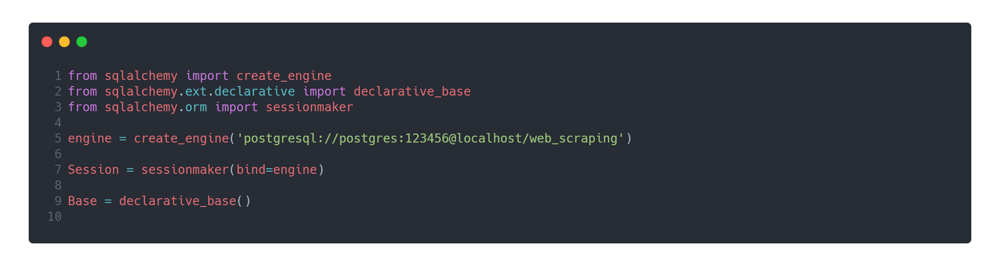 1 from sqlalchemy import create_engine
2 from sqlalchemy.ext.declarative import declarative_base
3 from sqlalchemy.orm import sessionmaker
4
5 engine = create_engine('postgresql://postgres:123456@localhost/web_scraping')
6
7 Session = sessionmaker(bind=engine)
8
9 Base = declarative_base()
10